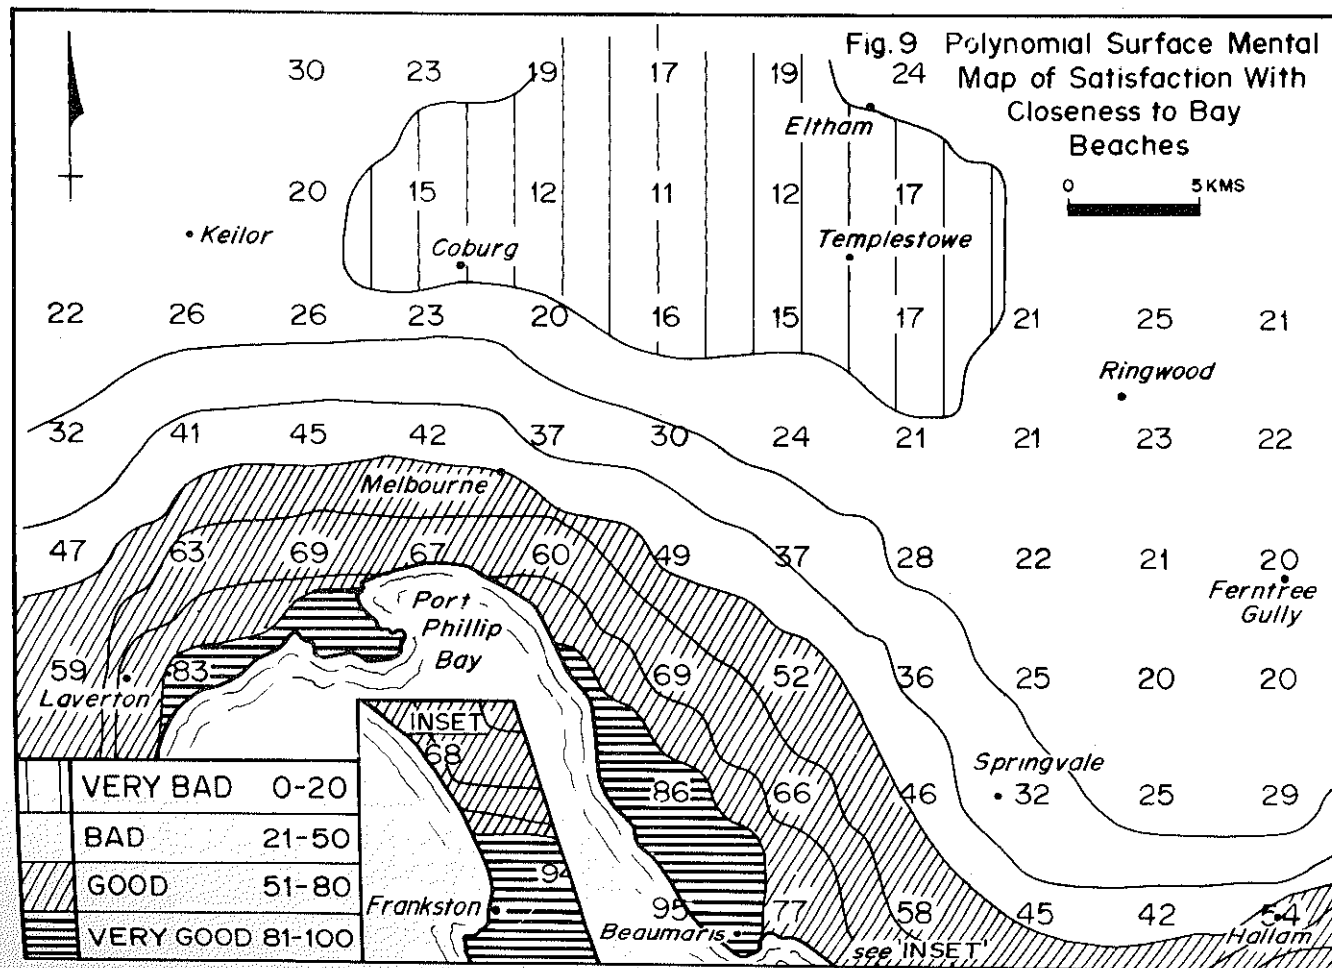 Fig. 9 Polynomial Surface Mental
Map of Satisfaction With
Closeness to Bay
Beaches
0 5 KMS
30 23 19 17 19 24
Eltham
20 15 12 11 12 17
Keilor
Coburg
Templestowe
22 26 26 23 20 16 15 17 21 25 21
Ringwood
32 41 45 42 37 30 24 21 21 23 22
Melbourne
47 63 69 67 60 49 37 28 22 21 20
Ferntree
Gully
Port
Phillip
Bay
59 83 69 52 36 25 20 20
Laverton
INSET
68
Springvale
86 66 46 32 25 29
VERY BAD 0-20
BAD 21-50
GOOD 51-80
VERY GOOD 81-100
94
Frankston
95 77 58 45 42 54
Beaumaris
see 'INSET'
Hallam